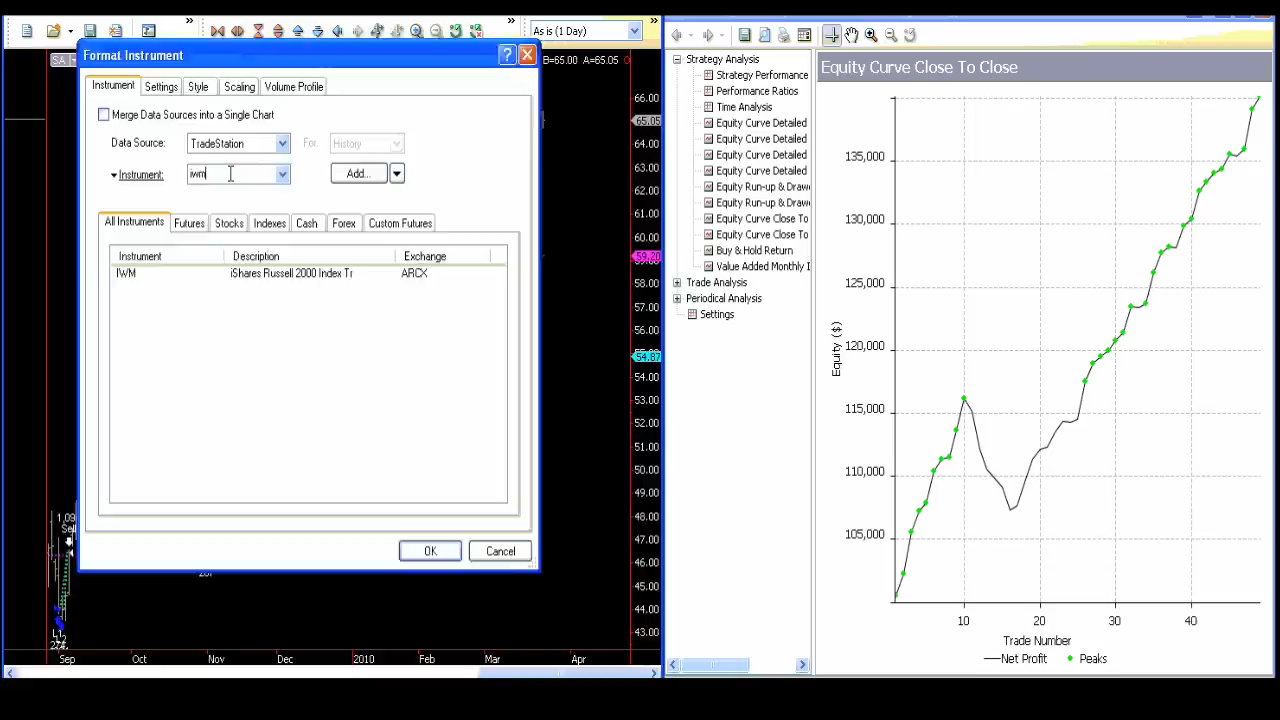 »
»
As is (1 Day)
»
Format Instrument
SA
B=65.00 A=65.05
Instrument
Settings
Style
Scaling
Volume Profile
Merge Data Sources into a Single Chart
Data Source:
TradeStation
For:
History
Instrument:
iwm
Add...
All Instruments
Futures
Stocks
Indexes
Cash
Forex
Custom Futures
Instrument
Description
Exchange
IWM
iShares Russell 2000 Index Tr
ARCX
OK
Cancel
66.00
65.05
64.00
63.00
62.00
61.00
60.00
59.20
58.00
57.00
56.00
54.87
54.00
53.00
52.00
51.00
50.00
49.00
48.00
47.00
46.00
45.00
44.00
43.00
Sep
Oct
Nov
Dec
2010
Feb
Mar
Apr
Strategy Analysis
Strategy Performance
Performance Ratios
Time Analysis
Equity Curve Detailed
Equity Curve Detailed
Equity Curve Detailed
Equity Curve Detailed
Equity Run-up & Draw
Equity Run-up & Draw
Equity Curve Close To
Equity Curve Close To
Buy & Hold Return
Value Added Monthly I
Trade Analysis
Periodical Analysis
Settings
Equity Curve Close To Close
135,000
130,000
125,000
120,000
115,000
110,000
105,000
Equity ($)
10
20
30
40
Trade Number
Net Profit
Peaks